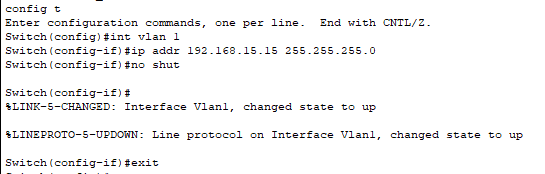 config t
Enter configuration commands, one per line.  End with CNTL/Z.
Switch(config)#int vlan 1
Switch(config-if)#ip addr 192.168.15.15 255.255.255.0
Switch(config-if)#no shut
Switch(config-if)#
%LINK-5-CHANGED: Interface Vlan1, changed state to up
%LINEPROTO-5-UPDOWN: Line protocol on Interface Vlan1, changed state to up
Switch(config-if)#exit